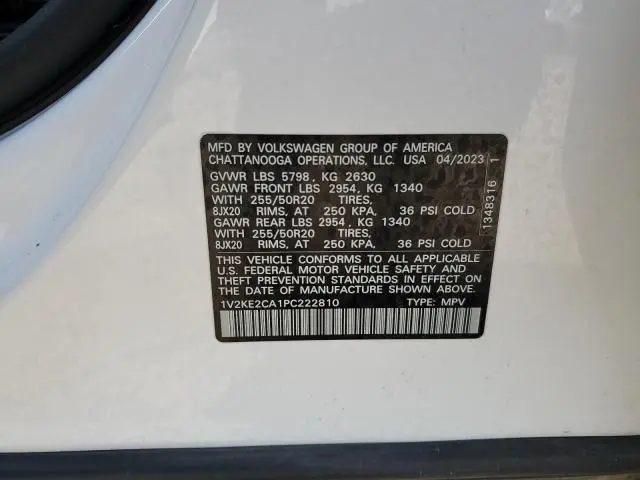 MFD BY VOLKSWAGEN GROUP OF AMERICA
CHATTANOOGA OPERATIONS, LLC. USA 04/2023
GVWR LBS 5798, KG 2630
GAWR FRONT LBS 2954, KG 1340
WITH 255/50R20 TIRES,
8JX20 RIMS, AT 250 KPA, 36 PSI COLD
GAWR REAR LBS 2954, KG 1340
WITH 255/50R20 TIRES,
8JX20 RIMS, AT 250 KPA, 36 PSI COLD
THIS VEHICLE CONFORMS TO ALL APPLICABLE
U.S. FEDERAL MOTOR VEHICLE SAFETY AND
THEFT PREVENTION STANDARDS IN EFFECT ON
THE DATE OF MANUFACTURE SHOWN ABOVE.
1V2KE2CA1PC222810 TYPE: MPV
1348316 1